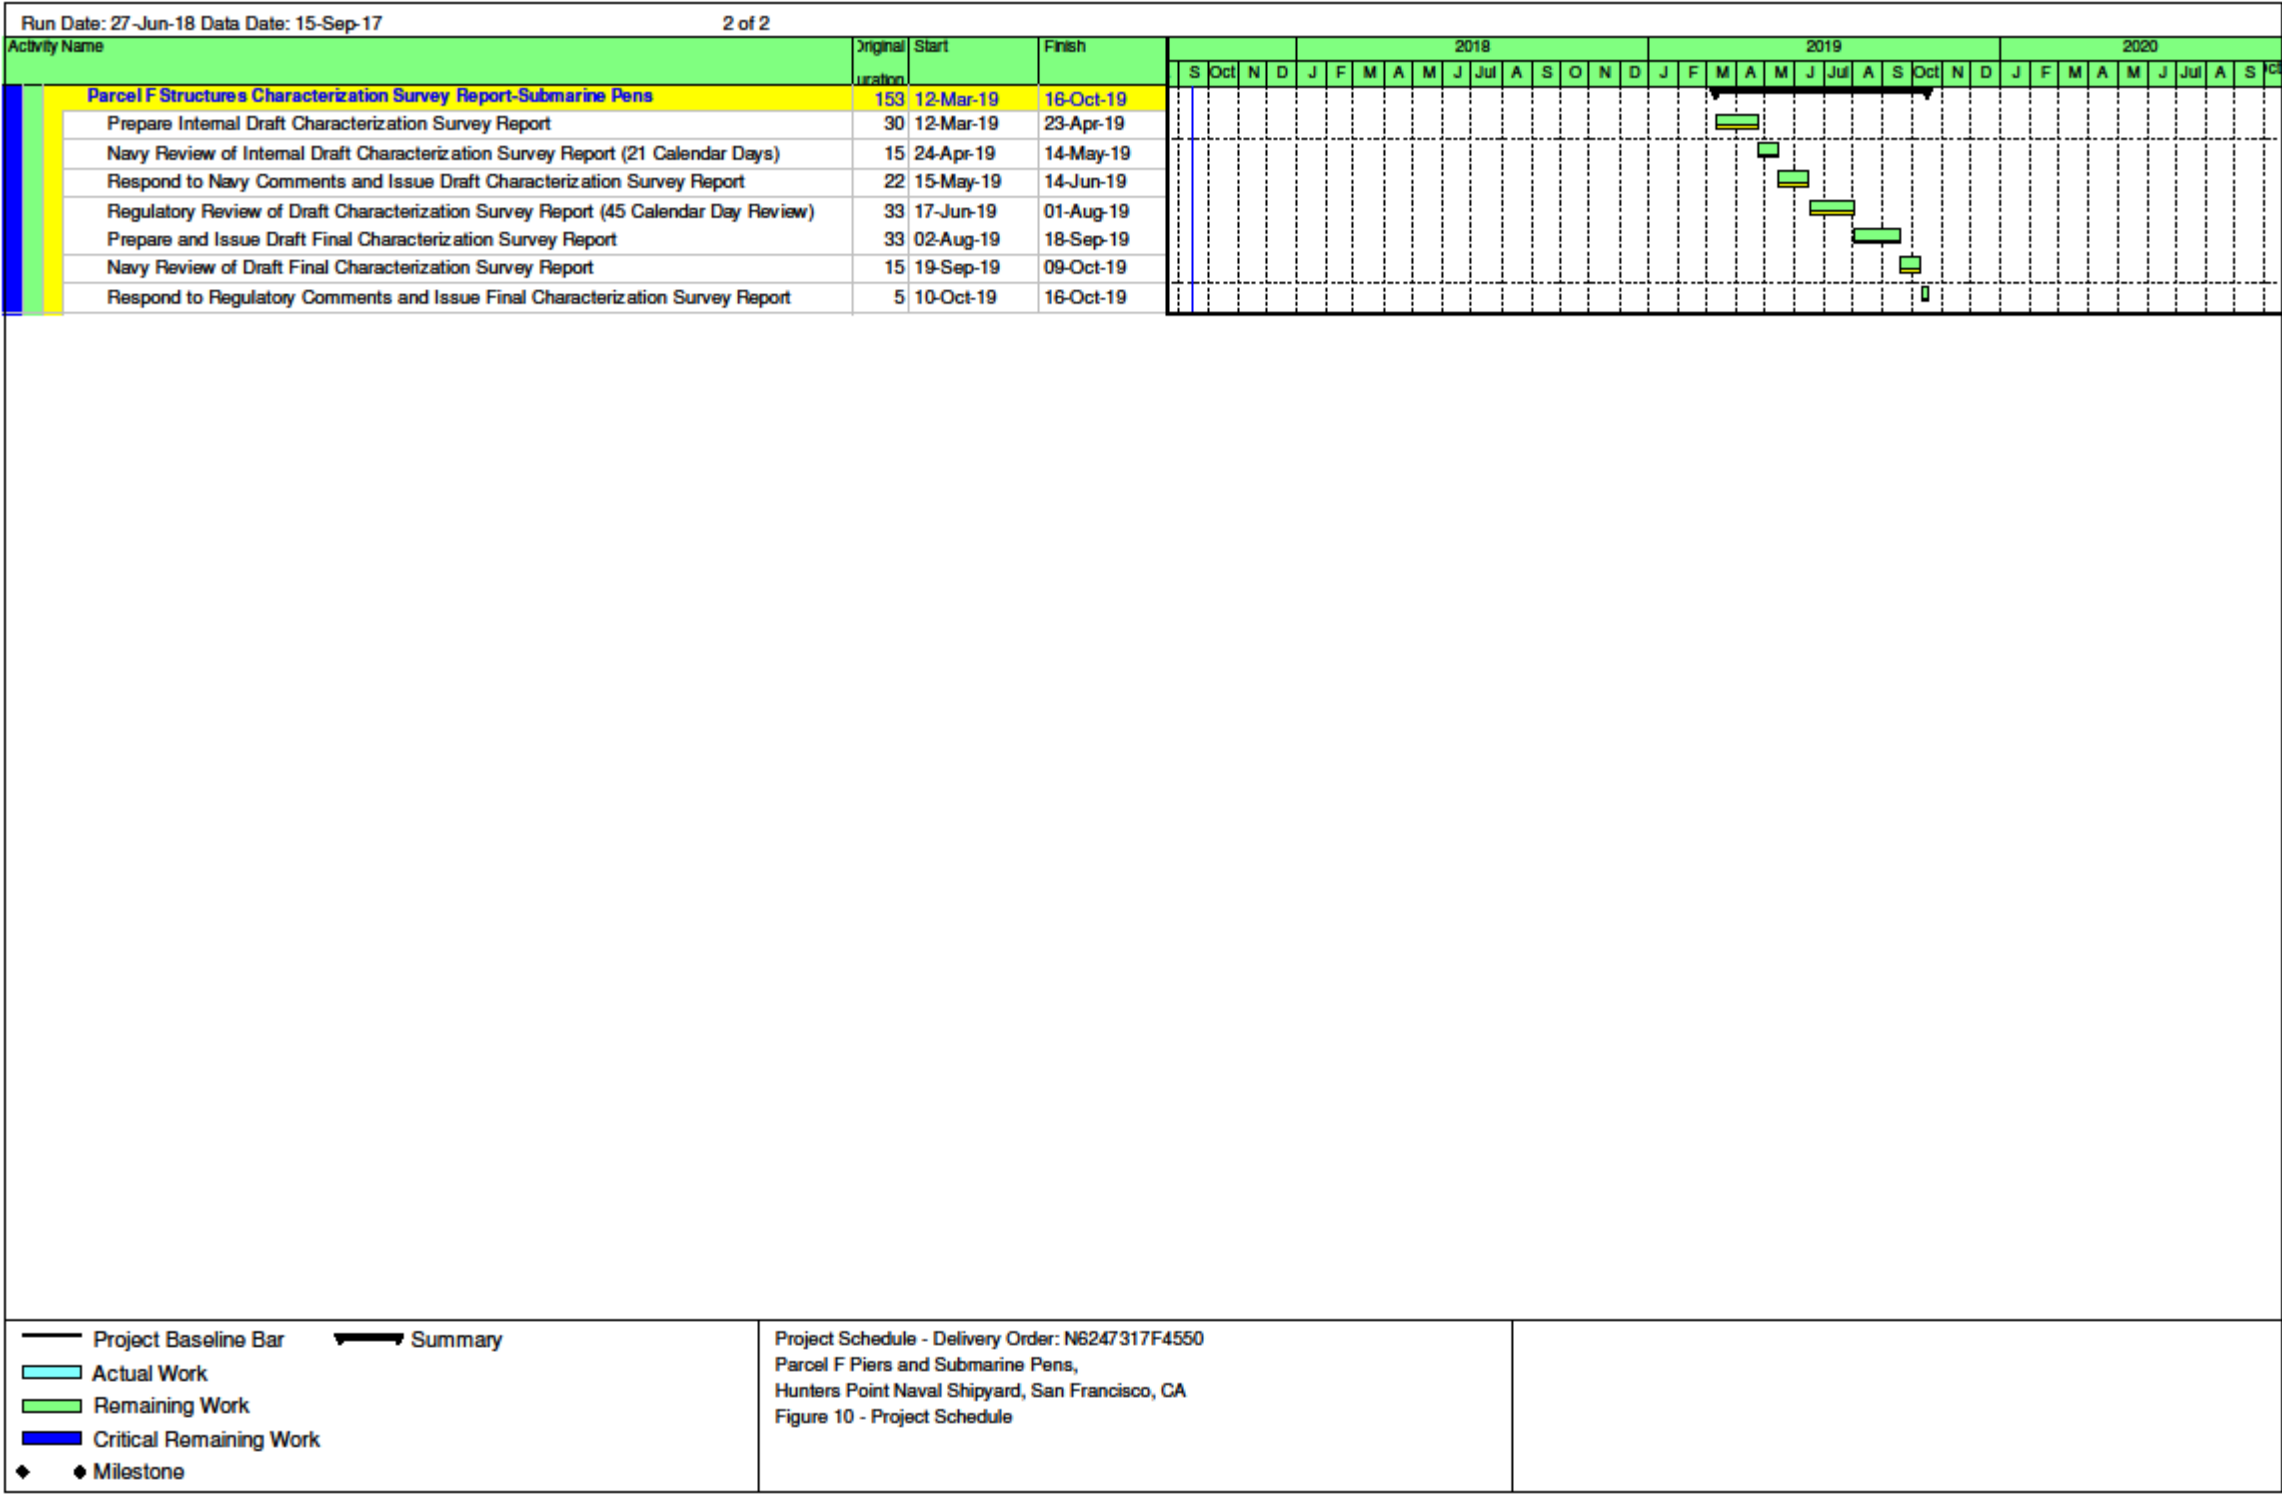 Run Date: 27-Jun-18 Data Date: 15-Sep-17 2 of 2
Activity Name Original Start Finish 2018 2019 2020
uration S Oct N D J F M A M J Jul A S O N D J F M A M J Jul A S Oct N D J F M A M J Jul A S
Parcel F Structures Characterization Survey Report-Submarine Pens 153 12-Mar-19 16-Oct-19
Prepare Internal Draft Characterization Survey Report 30 12-Mar-19 23-Apr-19
Navy Review of Internal Draft Characterization Survey Report (21 Calendar Days) 15 24-Apr-19 14-May-19
Respond to Navy Comments and Issue Draft Characterization Survey Report 22 15-May-19 14-Jun-19
Regulatory Review of Draft Characterization Survey Report (45 Calendar Day Review) 33 17-Jun-19 01-Aug-19
Prepare and Issue Draft Final Characterization Survey Report 33 02-Aug-19 18-Sep-19
Navy Review of Draft Final Characterization Survey Report 15 19-Sep-19 09-Oct-19
Respond to Regulatory Comments and Issue Final Characterization Survey Report 5 10-Oct-19 16-Oct-19
Project Baseline Bar Summary
Actual Work
Remaining Work
Critical Remaining Work
Milestone
Project Schedule - Delivery Order: N6247317F4550
Parcel F Piers and Submarine Pens,
Hunters Point Naval Shipyard, San Francisco, CA
Figure 10 - Project Schedule